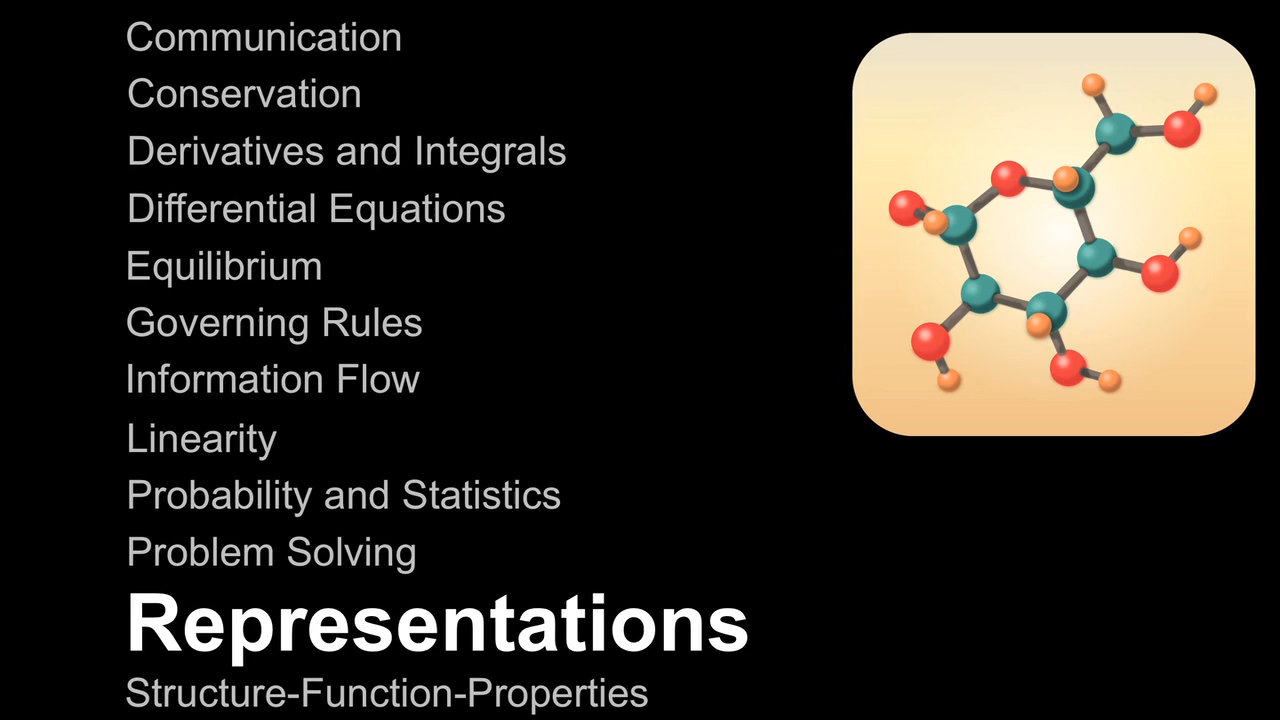 Communication
Conservation
Derivatives and Integrals
Differential Equations
Equilibrium
Governing Rules
Information Flow
Linearity
Probability and Statistics
Problem Solving
Representations
Structure-Function-Properties